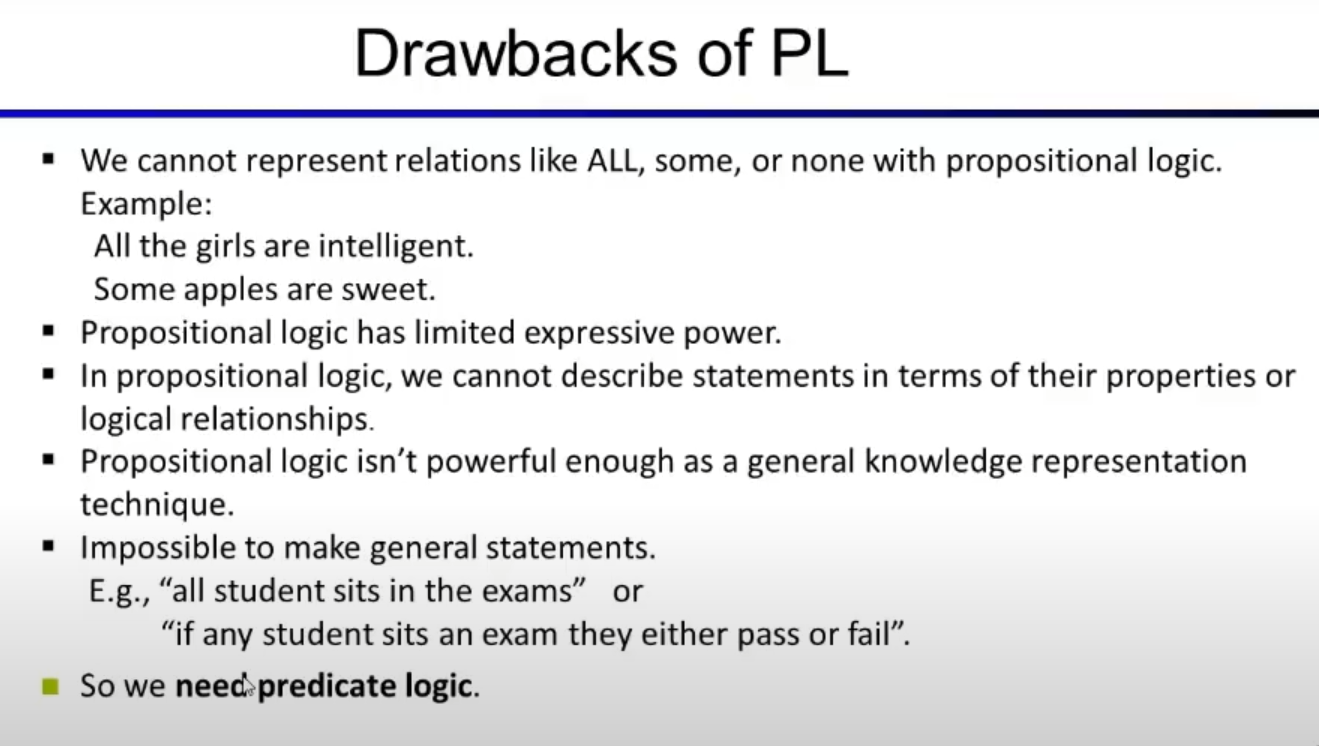 Drawbacks of PL
▪ We cannot represent relations like ALL, some, or none with propositional logic.
Example:
All the girls are intelligent.
Some apples are sweet.
▪ Propositional logic has limited expressive power.
▪ In propositional logic, we cannot describe statements in terms of their properties or
logical relationships.
▪ Propositional logic isn’t powerful enough as a general knowledge representation
technique.
▪ Impossible to make general statements.
E.g., “all student sits in the exams” or
“if any student sits an exam they either pass or fail”.
▪ So we need predicate logic.